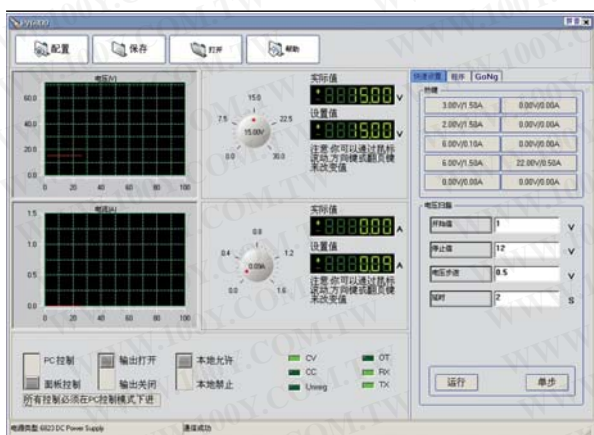 PV6800
配置
保存
打开
帮助
电压(V)
60.0
40.0
20.0
0.0
0 20 40 60 80 100
15.0
7.5
22.5
15.00V
0.0
30.0
实际值
15.00 V
设置值
15.00 V
注意:你可以通过鼠标
滚动,方向键或翻页键
来改变值
电流(A)
1.5
1.0
0.5
0.0
0 20 40 60 80 100
0.8
0.4
1.2
0.09A
0.0
1.6
实际值
0.00 A
设置值
0.09 A
注意:你可以通过鼠标
滚动,方向键或翻页键
来改变值
快速设置 程序 GoNg
热键
3.00V/1.50A 0.00V/0.00A
2.00V/1.50A 0.00V/0.00A
6.00V/0.10A 0.00V/0.00A
6.00V/1.50A 22.00V/0.50A
0.00V/0.00A 0.00V/0.00A
电压扫描
开始值 1 V
停止值 12 V
电压步进 0.5 V
延时 2 S
运行
单步
PC控制
面板控制
输出打开
输出关闭
本地允许
本地禁止
所有控制必须在PC控制模式下进
CV
CC
Unreg
OT
RX
TX
电源类型:6823 DC Power Supply
通信成功
WWW.100Y.COM.TW